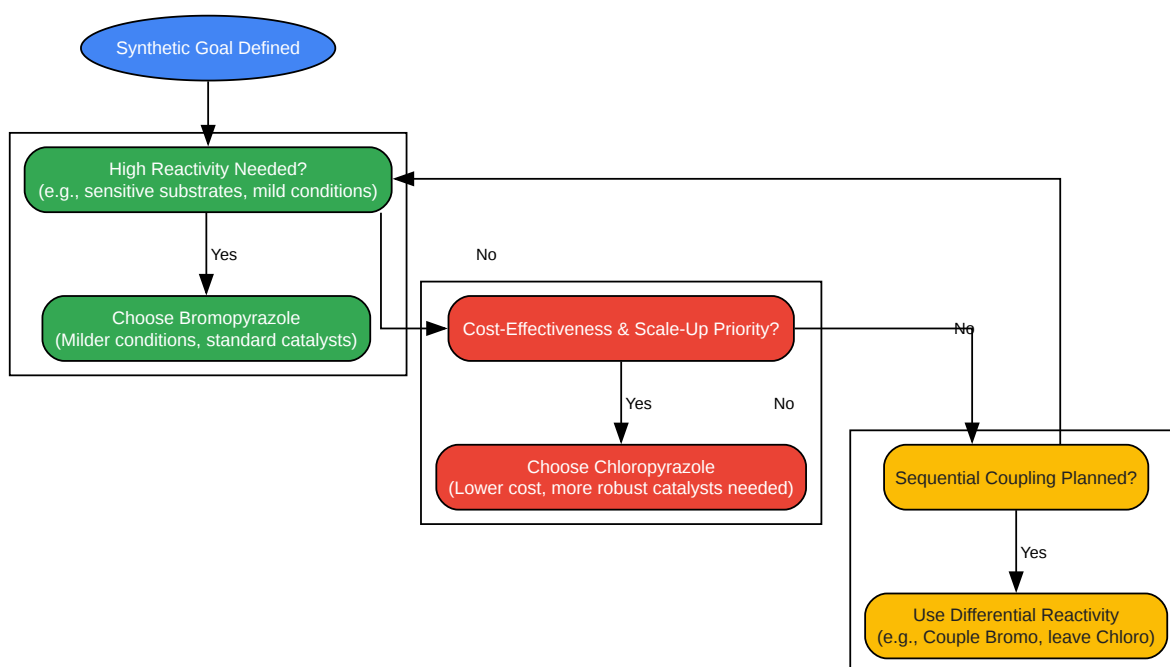 Synthetic Goal Defined
High Reactivity Needed?
(e.g., sensitive substrates, mild conditions)
Yes
No
Choose Bromopyrazole
(Milder conditions, standard catalysts)
Cost-Effectiveness & Scale-Up Priority?
No
Yes
No
Choose Chloropyrazole
(Lower cost, more robust catalysts needed)
Sequential Coupling Planned?
Yes
Use Differential Reactivity
(e.g., Couple Bromo, leave Chloro)